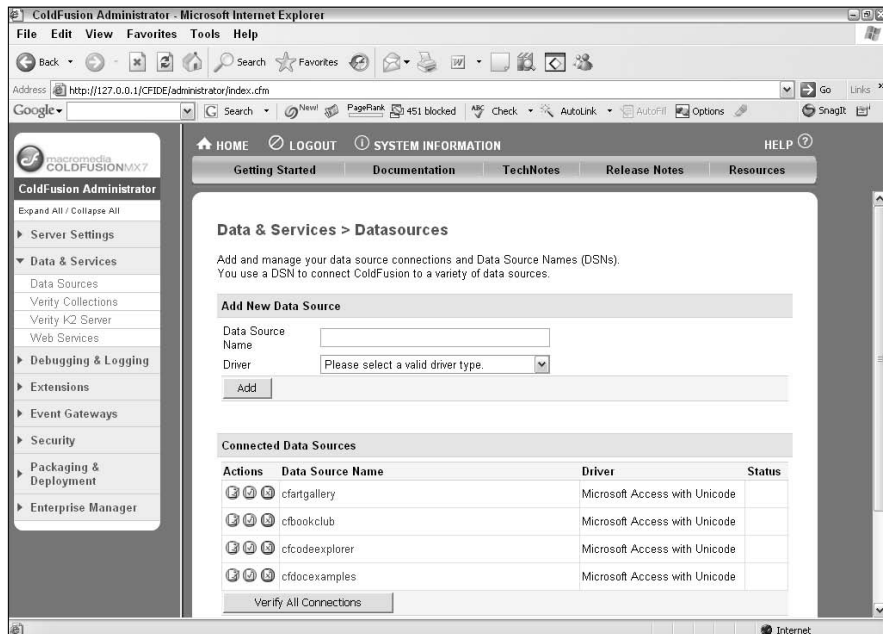 ColdFusion Administrator - Microsoft Internet Explorer
File Edit View Favorites Tools Help
Back Search Favorites
Address http://127.0.0.1/CFIDE/administrator/index.cfm Go Links »
Google Search New! PageRank 451 blocked ABC Check AutoLink AutoFill Options SnagIt
macromedia
COLDFUSION MX7
ColdFusion Administrator
Expand All / Collapse All
Server Settings
Data & Services
Data Sources
Verity Collections
Verity K2 Server
Web Services
Debugging & Logging
Extensions
Event Gateways
Security
Packaging &
Deployment
Enterprise Manager
HOME LOGOUT SYSTEM INFORMATION HELP
Getting Started Documentation TechNotes Release Notes Resources
Data & Services > Datasources
Add and manage your data source connections and Data Source Names (DSNs).
You use a DSN to connect ColdFusion to a variety of data sources.
Add New Data Source
Data Source
Name
Driver Please select a valid driver type.
Add
Connected Data Sources
Actions Data Source Name Driver Status
cfartgallery Microsoft Access with Unicode
cfbookclub Microsoft Access with Unicode
cfcodeexplorer Microsoft Access with Unicode
cfdocexamples Microsoft Access with Unicode
Verify All Connections
Internet